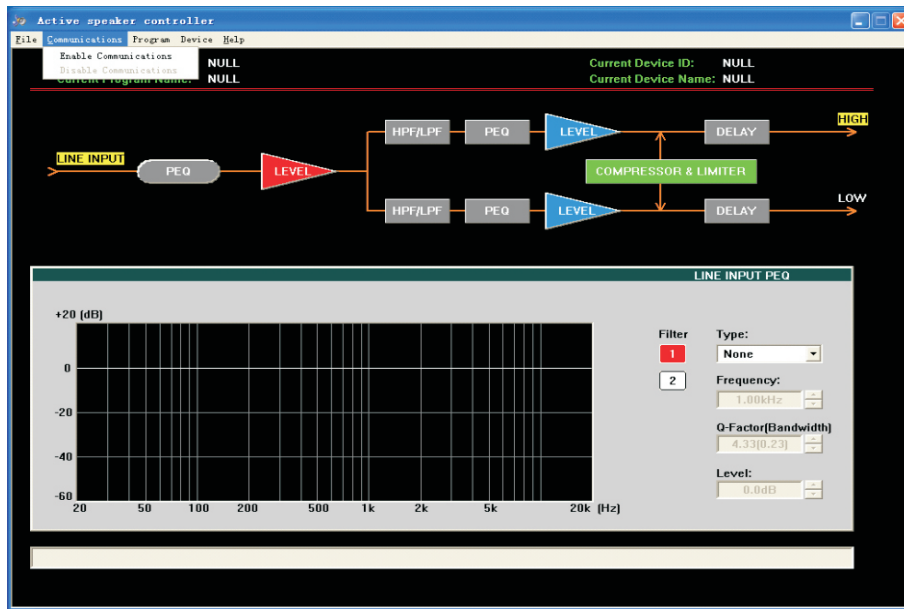 Active speaker controller
File Communications Program Device Help
Enable Communications
Disable Communications
NULL
Current Device ID: NULL
Current Program Name: NULL
Current Device Name: NULL
HIGH
HPF/LPF PEQ LEVEL DELAY
LINE INPUT
PEQ LEVEL COMPRESSOR & LIMITER
LOW
HPF/LPF PEQ LEVEL DELAY
LINE INPUT PEQ
+20 (dB)
Filter Type:
1 None
0
2 Frequency:
1.00kHz
-20
Q-Factor(Bandwidth)
4.33(0.23)
-40
Level:
0.0dB
-60
20 50 100 200 500 1k 2k 5k 20k (Hz)